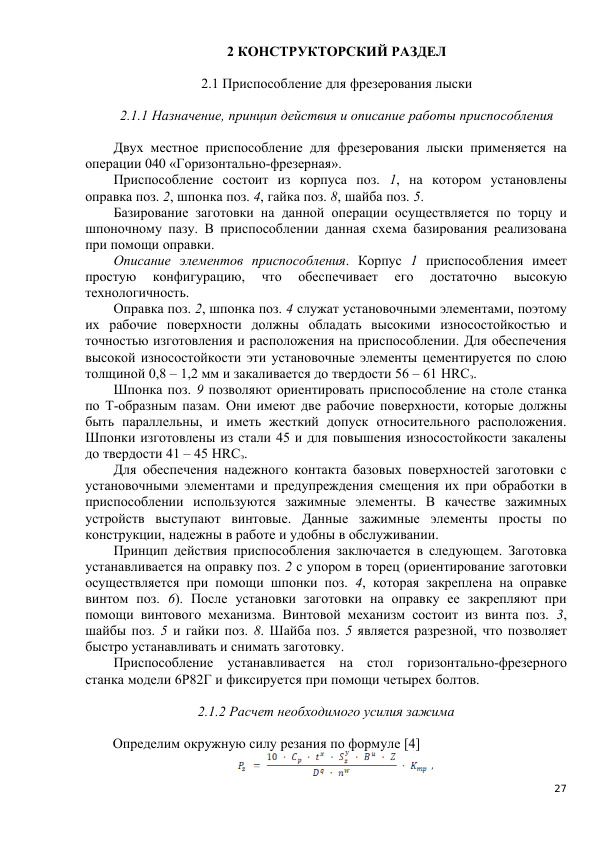 2 КОНСТРУКТОРСКИЙ РАЗДЕЛ
2.1 Приспособление для фрезерования лыски
2.1.1 Назначение, принцип действия и описание работы приспособления
Двух местное приспособление для фрезерования лыски применяется на
операции 040 «Горизонтально-фрезерная».
Приспособление состоит из корпуса поз. 1, на котором установлены
оправка поз. 2, шпонка поз. 4, гайка поз. 8, шайба поз. 5.
Базирование заготовки на данной операции осуществляется по торцу и
шпоночному пазу. В приспособлении данная схема базирования реализована
при помощи оправки.
Описание элементов приспособления. Корпус 1 приспособления имеет
простую конфигурацию, что обеспечивает его достаточно высокую
технологичность.
Оправка поз. 2, шпонка поз. 4 служат установочными элементами, поэтому
их рабочие поверхности должны обладать высокими износостойкостью и
точностью изготовления и расположения на приспособлении. Для обеспечения
высокой износостойкости эти установочные элементы цементируется по слою
толщиной 0,8 – 1,2 мм и закаливается до твердости 56 – 61 HRCэ.
Шпонка поз. 9 позволяют ориентировать приспособление на столе станка
по Т-образным пазам. Они имеют две рабочие поверхности, которые должны
быть параллельны, и иметь жесткий допуск относительного расположения.
Шпонки изготовлены из стали 45 и для повышения износостойкости закалены
до твердости 41 – 45 HRCэ.
Для обеспечения надежного контакта базовых поверхностей заготовки с
установочными элементами и предупреждения смещения их при обработки в
приспособлении используются зажимные элементы. В качестве зажимных
устройств выступают винтовые. Данные зажимные элементы просты по
конструкции, надежны в работе и удобны в обслуживании.
Принцип действия приспособления заключается в следующем. Заготовка
устанавливается на оправку поз. 2 с упором в торец (ориентирование заготовки
осуществляется при помощи шпонки поз. 4, которая закреплена на оправке
винтом поз. 6). После установки заготовки на оправку ее закрепляют при
помощи винтового механизма. Винтовой механизм состоит из винта поз. 3,
шайбы поз. 5 и гайки поз. 8. Шайба поз. 5 является разрезной, что позволяет
быстро устанавливать и снимать заготовку.
Приспособление устанавливается на стол горизонтально-фрезерного
станка модели 6Р82Г и фиксируется при помощи четырех болтов.
2.1.2 Расчет необходимого усилия зажима
Определим окружную силу резания по формуле [4]
P_z = (10 · C_p · t^x · S_z^y · B^u · Z) / (D^q · n^w) · K_mp ,
27